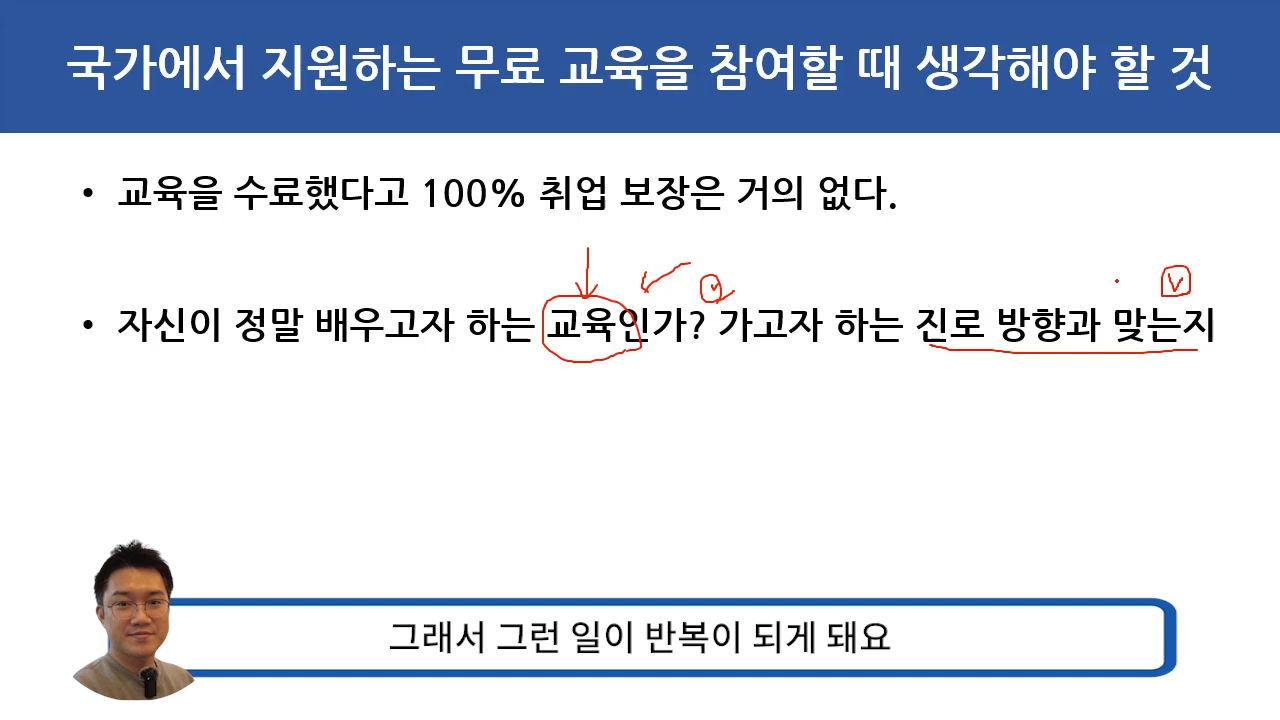 국가에서 지원하는 무료 교육을 참여할 때 생각해야 할 것
• 교육을 수료했다고 100% 취업 보장은 거의 없다.
• 자신이 정말 배우고자 하는 교육인가? 가고자 하는 진로 방향과 맞는지
그래서 그런 일이 반복이 되게 돼요